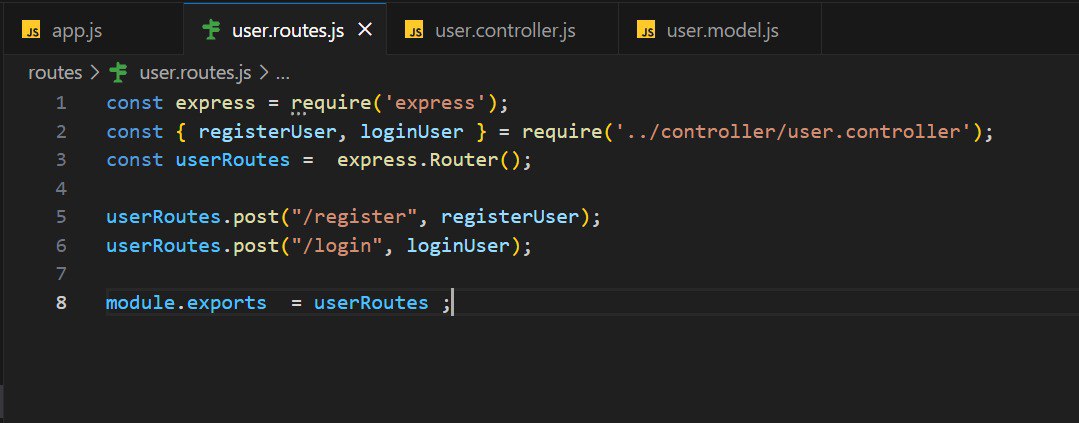 JS app.js user.routes.js × JS user.controller.js JS user.model.js
routes > user.routes.js > ...
1 const express = require('express');
2 const { registerUser, loginUser } = require('../controller/user.controller');
3 const userRoutes =  express.Router();
4
5 userRoutes.post("/register", registerUser);
6 userRoutes.post("/login", loginUser);
7
8 module.exports  = userRoutes ;